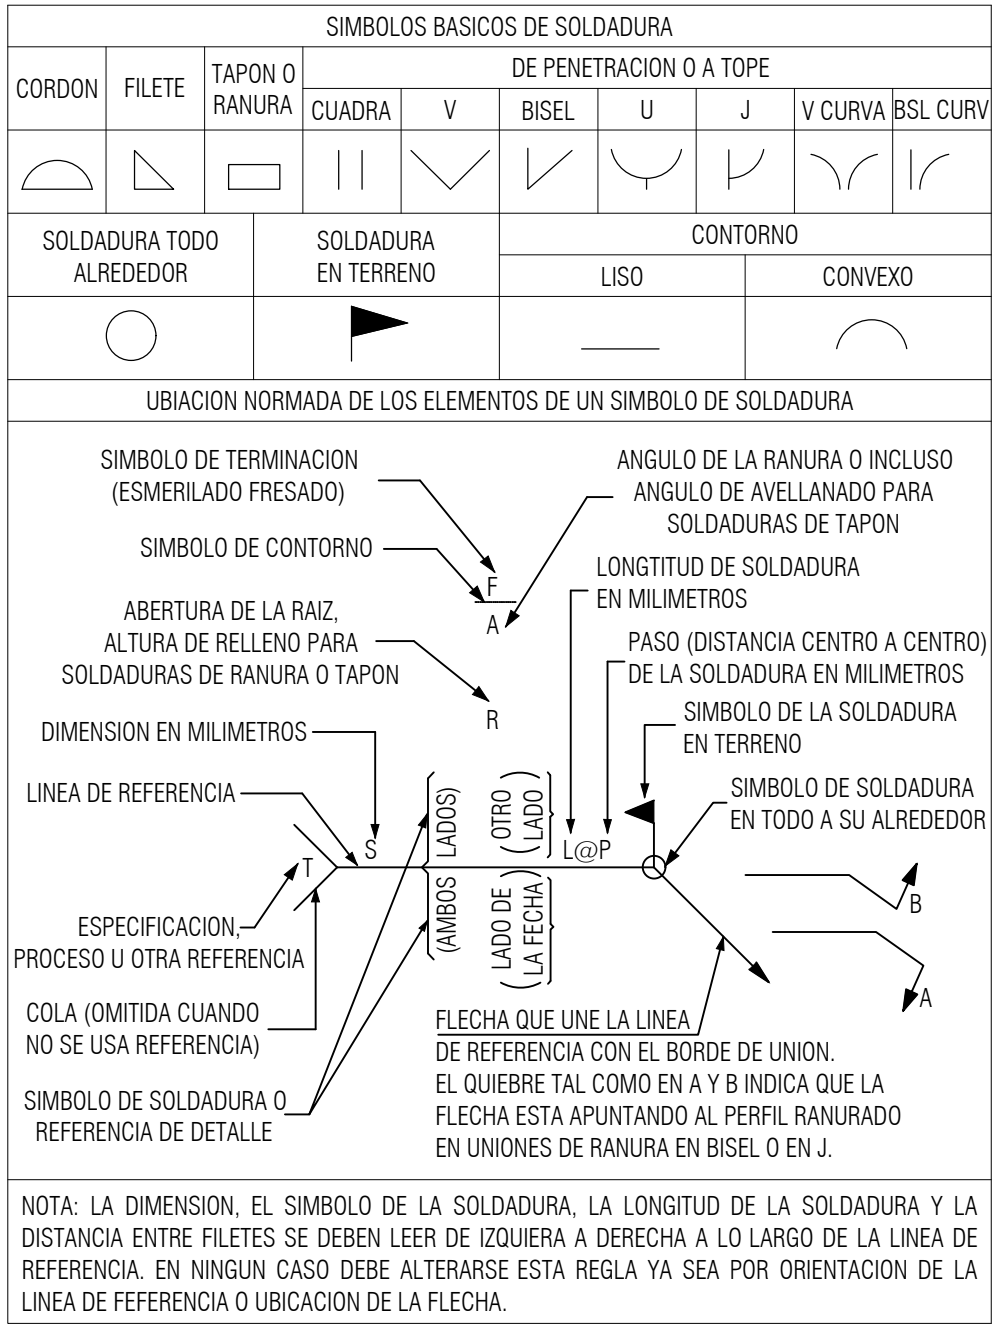 SIMBOLOS BASICOS DE SOLDADURA
CORDON
FILETE
TAPON O
RANURA
DE PENETRACION O A TOPE
CUADRA
V
BISEL
U
J
V CURVA
BSL CURV
SOLDADURA TODO
ALREDEDOR
SOLDADURA
EN TERRENO
CONTORNO
LISO
CONVEXO
UBIACION NORMADA DE LOS ELEMENTOS DE UN SIMBOLO DE SOLDADURA
SIMBOLO DE TERMINACION
(ESMERILADO FRESADO)
ANGULO DE LA RANURA O INCLUSO
ANGULO DE AVELLANADO PARA
SOLDADURAS DE TAPON
SIMBOLO DE CONTORNO
F
A
LONGTITUD DE SOLDADURA
EN MILIMETROS
ABERTURA DE LA RAIZ,
ALTURA DE RELLENO PARA
SOLDADURAS DE RANURA O TAPON
R
PASO (DISTANCIA CENTRO A CENTRO)
DE LA SOLDADURA EN MILIMETROS
DIMENSION EN MILIMETROS
SIMBOLO DE LA SOLDADURA
EN TERRENO
LINEA DE REFERENCIA
SIMBOLO DE SOLDADURA
EN TODO A SU ALREDEDOR
S
(AMBOS LADOS)
(OTRO
LADO)
L@P
T
LADO DE
LA FECHA
B
A
ESPECIFICACION,
PROCESO U OTRA REFERENCIA
COLA (OMITIDA CUANDO
NO SE USA REFERENCIA)
SIMBOLO DE SOLDADURA O
REFERENCIA DE DETALLE
FLECHA QUE UNE LA LINEA
DE REFERENCIA CON EL BORDE DE UNION.
EL QUIEBRE TAL COMO EN A Y B INDICA QUE LA
FLECHA ESTA APUNTANDO AL PERFIL RANURADO
EN UNIONES DE RANURA EN BISEL O EN J.
NOTA: LA DIMENSION, EL SIMBOLO DE LA SOLDADURA, LA LONGITUD DE LA SOLDADURA Y LA
DISTANCIA ENTRE FILETES SE DEBEN LEER DE IZQUIERA A DERECHA A LO LARGO DE LA LINEA DE
REFERENCIA. EN NINGUN CASO DEBE ALTERARSE ESTA REGLA YA SEA POR ORIENTACION DE LA
LINEA DE FEFERENCIA O UBICACION DE LA FLECHA.